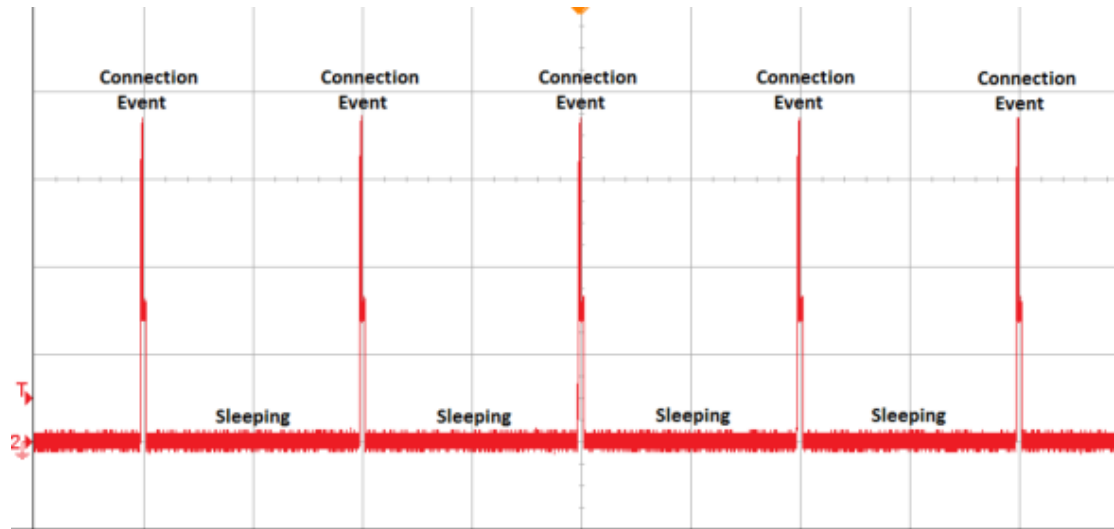 Connection
Event
Connection
Event
Connection
Event
Connection
Event
Connection
Event
T
Sleeping
Sleeping
Sleeping
Sleeping
2